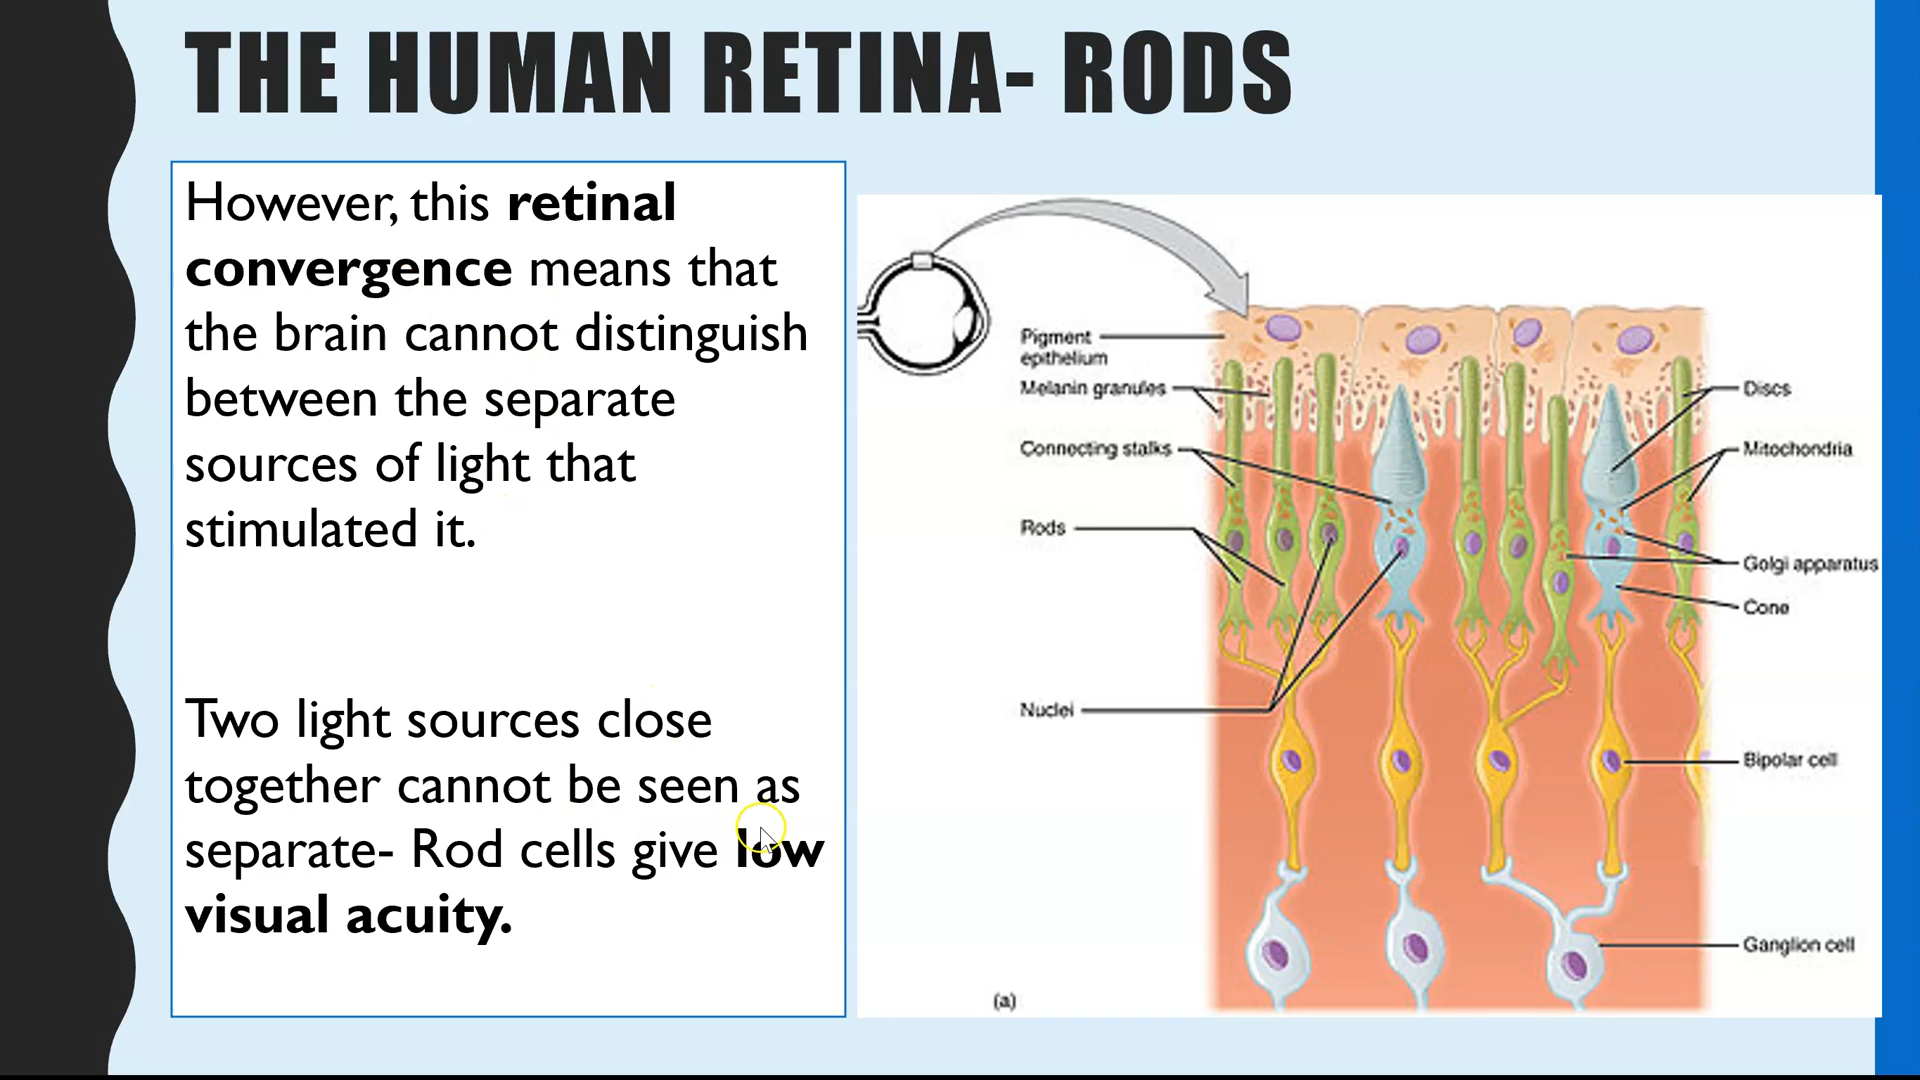 THE HUMAN RETINA- RODS
However, this retinal
convergence means that
the brain cannot distinguish
between the separate
sources of light that
stimulated it.
Two light sources close
together cannot be seen as
separate- Rod cells give low
visual acuity.
Pigment
epithelium
Melanin granules
Connecting stalks
Rods
Nuclei
Discs
Mitochondria
Golgi apparatus
Cone
Bipolar cell
Ganglion cell
(a)